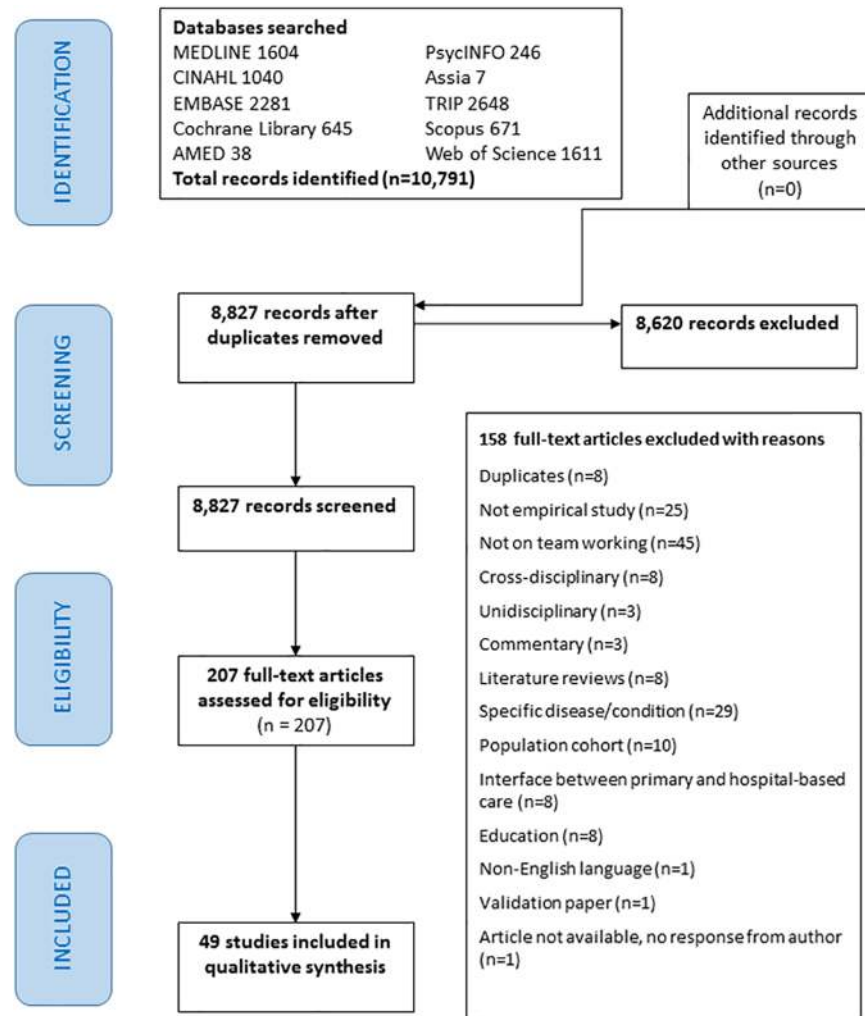 IDENTIFICATION
Databases searched
MEDLINE 1604 PsycINFO 246
CINAHL 1040 Assia 7
EMBASE 2281 TRIP 2648
Cochrane Library 645 Scopus 671
AMED 38 Web of Science 1611
Total records identified (n=10,791)
Additional records
identified through
other sources
(n=0)
SCREENING
8,827 records after
duplicates removed
8,620 records excluded
8,827 records screened
158 full-text articles excluded with reasons
Duplicates (n=8)
Not empirical study (n=25)
Not on team working (n=45)
Cross-disciplinary (n=8)
Unidisciplinary (n=3)
Commentary (n=3)
Literature reviews (n=8)
Specific disease/condition (n=29)
Population cohort (n=10)
Interface between primary and hospital-based
care (n=8)
Education (n=8)
Non-English language (n=1)
Validation paper (n=1)
Article not available, no response from author
(n=1)
ELIGIBILITY
207 full-text articles
assessed for eligibility
(n = 207)
INCLUDED
49 studies included in
qualitative synthesis